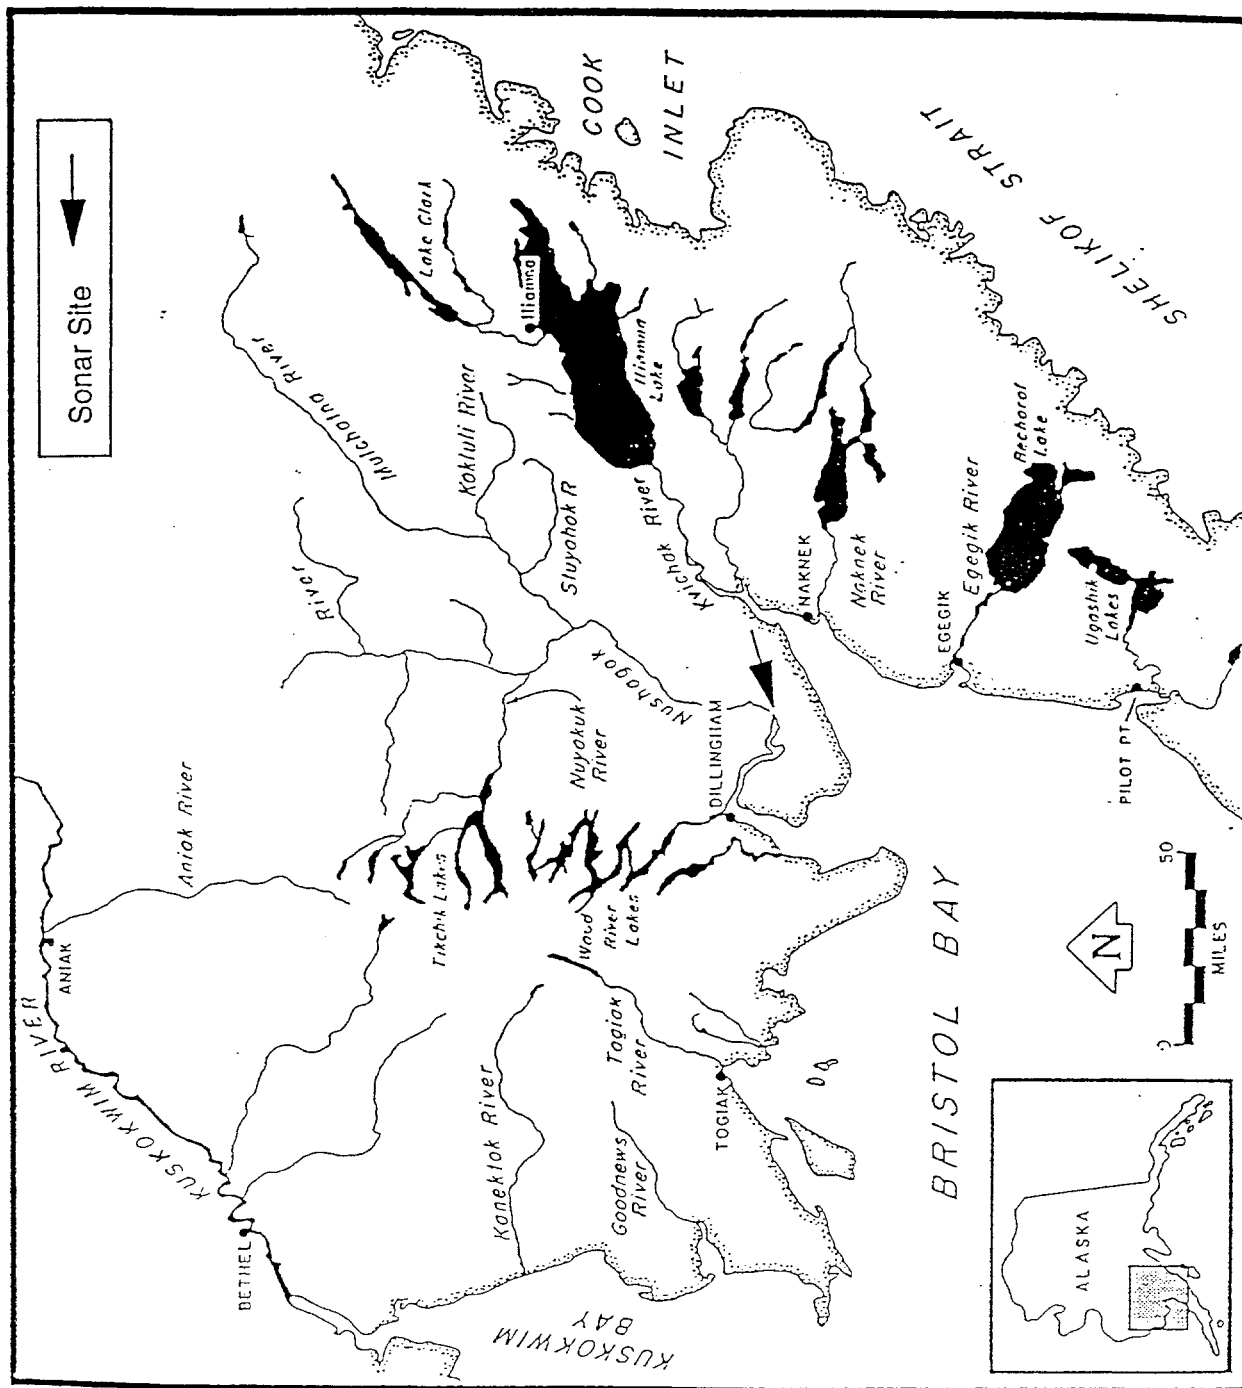 Sonar Site
COOK
INLET
SHELIKOF STRAIT
Lake Clark
Iliamna
Iliamna
Lake
Mulchatna River
Kokluli River
Sluyahok R
Kvichak River
River
Nushagak
NAKNEK
Naknek
River
EGEGIK
Egegik River
Becharof
Lake
Ugashik
Lakes
PILOT PT
Nuyakuk
River
DILLINGHAM
Aniak River
Tikchik Lakes
Wood
River
Lakes
ANIAK
KUSKOKWIM RIVER
BETHEL
Kanektok River
Togiak
River
Goodnews
River
TOGIAK
KUSKOKWIM
BAY
BRISTOL BAY
N
0 50
MILES
ALASKA